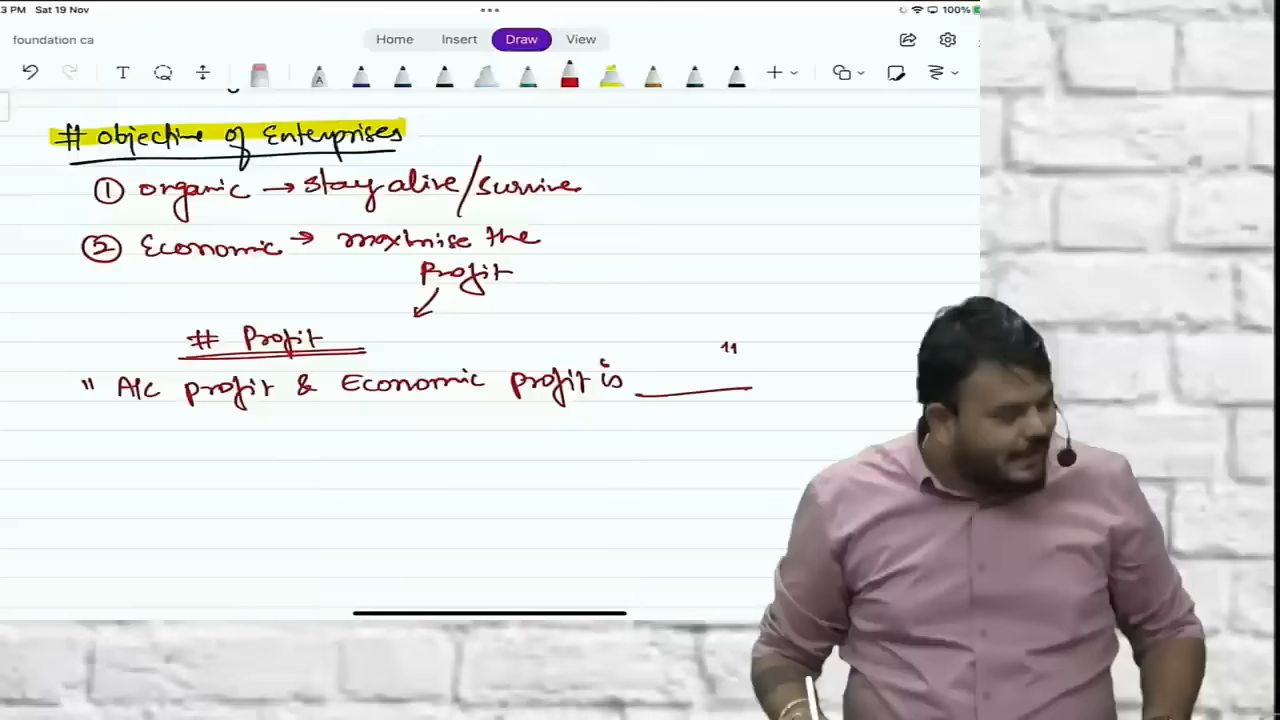 3 PM Sat 19 Nov
100%
foundation ca
Home Insert Draw View
# Objective of Enterprises
① Organic → stay alive/survive
② Economic → maximise the
Profit
# Profit
" A/c profit & Economic profit is ______ "